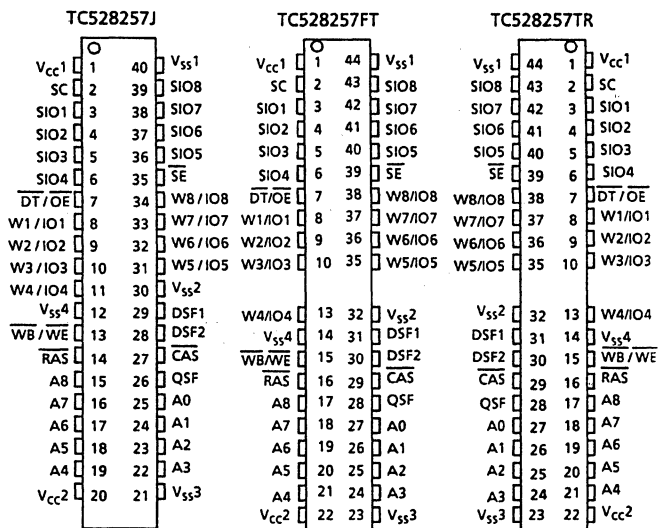 TC528257J TC528257FT TC528257TR
VCC1 1 40 VSS1 VCC1 1 44 VSS1 VSS1 44 1 VCC1
SC 2 39 SIO8 SC 2 43 SIO8 SIO8 43 2 SC
SIO1 3 38 SIO7 SIO1 3 42 SIO7 SIO7 42 3 SIO1
SIO2 4 37 SIO6 SIO2 4 41 SIO6 SIO6 41 4 SIO2
SIO3 5 36 SIO5 SIO3 5 40 SIO5 SIO5 40 5 SIO3
SIO4 6 35 SE SIO4 6 39 SE SE 39 6 SIO4
DT/OE 7 34 W8/IO8 DT/OE 7 38 W8/IO8 W8/IO8 38 7 DT/OE
W1/IO1 8 33 W7/IO7 W1/IO1 8 37 W7/IO7 W7/IO7 37 8 W1/IO1
W2/IO2 9 32 W6/IO6 W2/IO2 9 36 W6/IO6 W6/IO6 36 9 W2/IO2
W3/IO3 10 31 W5/IO5 W3/IO3 10 35 W5/IO5 W5/IO5 35 10 W3/IO3
W4/IO4 11 30 VSS2
VSS4 12 29 DSF1 W4/IO4 13 32 VSS2 VSS2 32 13 W4/IO4
WB/WE 13 28 DSF2 VSS4 14 31 DSF1 DSF1 31 14 VSS4
RAS 14 27 CAS WB/WE 15 30 DSF2 DSF2 30 15 WB/WE
A8 15 26 QSF RAS 16 29 CAS CAS 29 16 RAS
A7 16 25 A0 A8 17 28 QSF QSF 28 17 A8
A6 17 24 A1 A7 18 27 A0 A0 27 18 A7
A5 18 23 A2 A6 19 26 A1 A1 26 19 A6
A4 19 22 A3 A5 20 25 A2 A2 25 20 A5
VCC2 20 21 VSS3 A4 21 24 A3 A3 24 21 A4
VCC2 22 23 VSS3 VSS3 23 22 VCC2